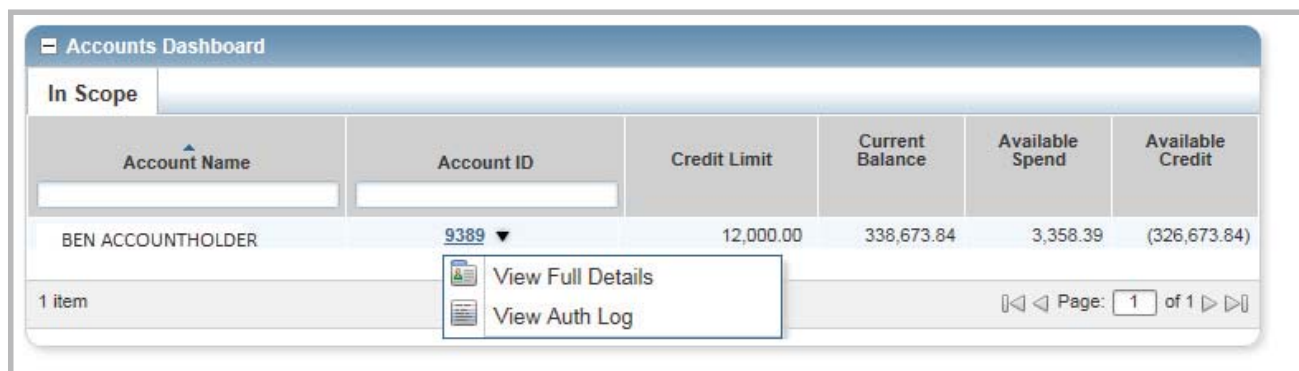 Accounts Dashboard
In Scope
Account Name Account ID Credit Limit Current Balance Available Spend Available Credit
BEN ACCOUNTHOLDER 9389 12,000.00 338,673.84 3,358.39 (326,673.84)
View Full Details
1 item Page: 1 of 1
View Auth Log